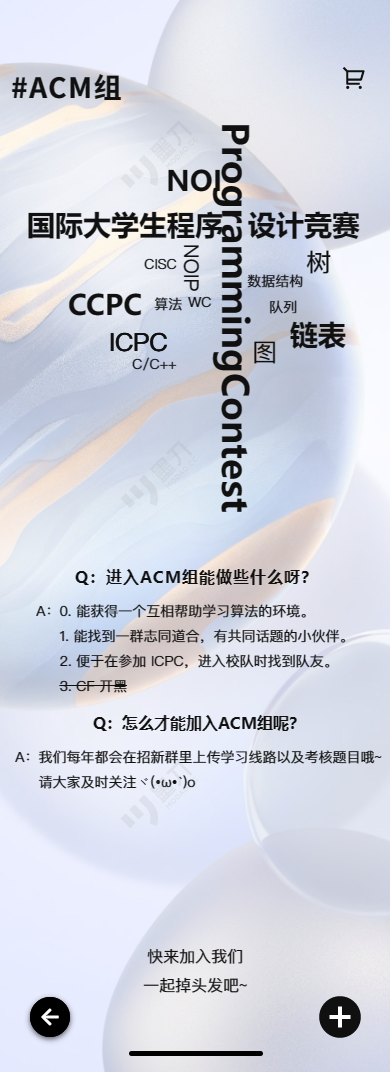 #ACM组
ProgrammingContest
NOI
国际大学生程序
设计竞赛
CISC
NOIP
树
数据结构
CCPC
算法
WC
队列
链表
ICPC
图
C/C++
Q：进入ACM组能做些什么呀?
A：0. 能获得一个互相帮助学习算法的环境。
1. 能找到一群志同道合，有共同话题的小伙伴。
2. 便于在参加 ICPC，进入校队时找到队友。
3. CF 开黑
Q：怎么才能加入ACM组呢?
A：我们每年都会在招新群里上传学习线路以及考核题目哦~
请大家及时关注ヾ(•ω•`)o
快来加入我们
一起掉头发吧~
墨刀
墨刀
墨刀